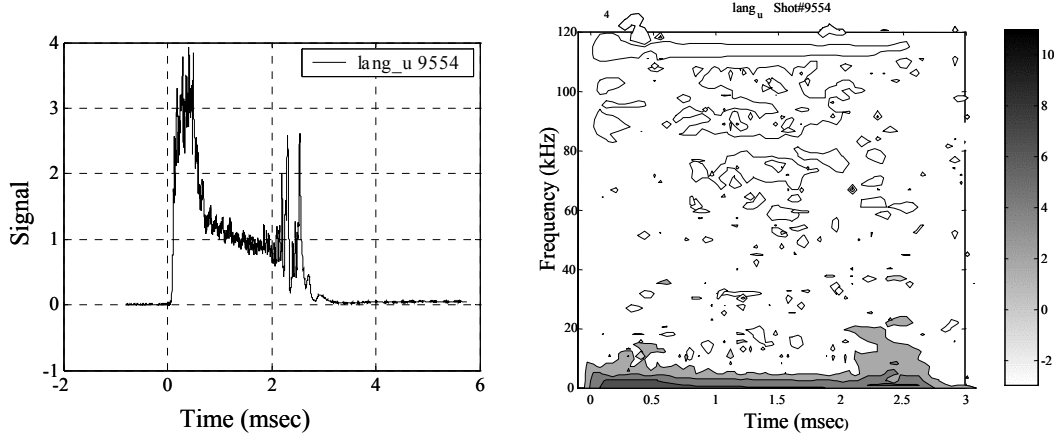 4
3
2
1
0
-1
-2 0 2 4 6
Signal
Time (msec)
lang_u 9554
lang_u Shot#9554
4
120
100
80
60
40
20
0
0 0.5 1 1.5 2 2.5 3
Frequency (kHz)
Time (msec)
10
8
6
4
2
0
-2